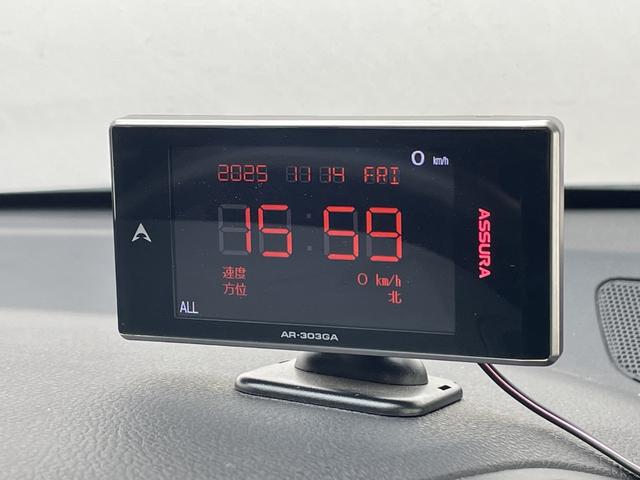 0 km/h
2025 11 14 FRI
15 59
速度 0 km/h
方位 北
ALL
ASSURA
AR-303GA